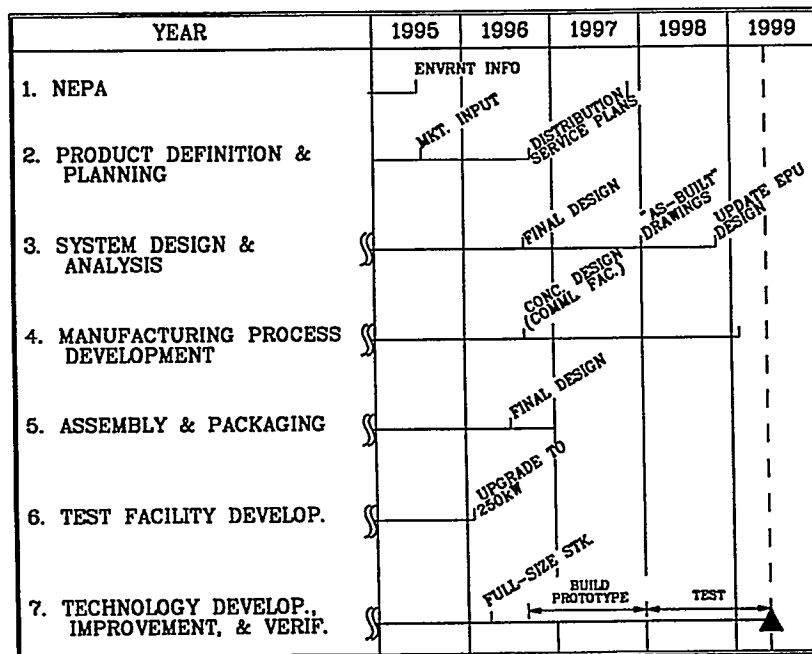 YEAR 1995 1996 1997 1998 1999
ENVRNT INFO
1. NEPA
MKT. INPUT
DISTRIBUTION/
SERVICE PLANS
2. PRODUCT DEFINITION &
PLANNING
FINAL DESIGN
"AS-BUILT"
DRAWINGS
UPDATE EPU
DESIGN
3. SYSTEM DESIGN &
ANALYSIS
CONC. DESIGN
(COMML. FAC.)
4. MANUFACTURING PROCESS
DEVELOPMENT
FINAL DESIGN
5. ASSEMBLY & PACKAGING
UPGRADE TO
250kW
6. TEST FACILITY DEVELOP.
FULL-SIZE STK.
BUILD
PROTOTYPE
TEST
7. TECHNOLOGY DEVELOP.,
IMPROVEMENT, & VERIF.